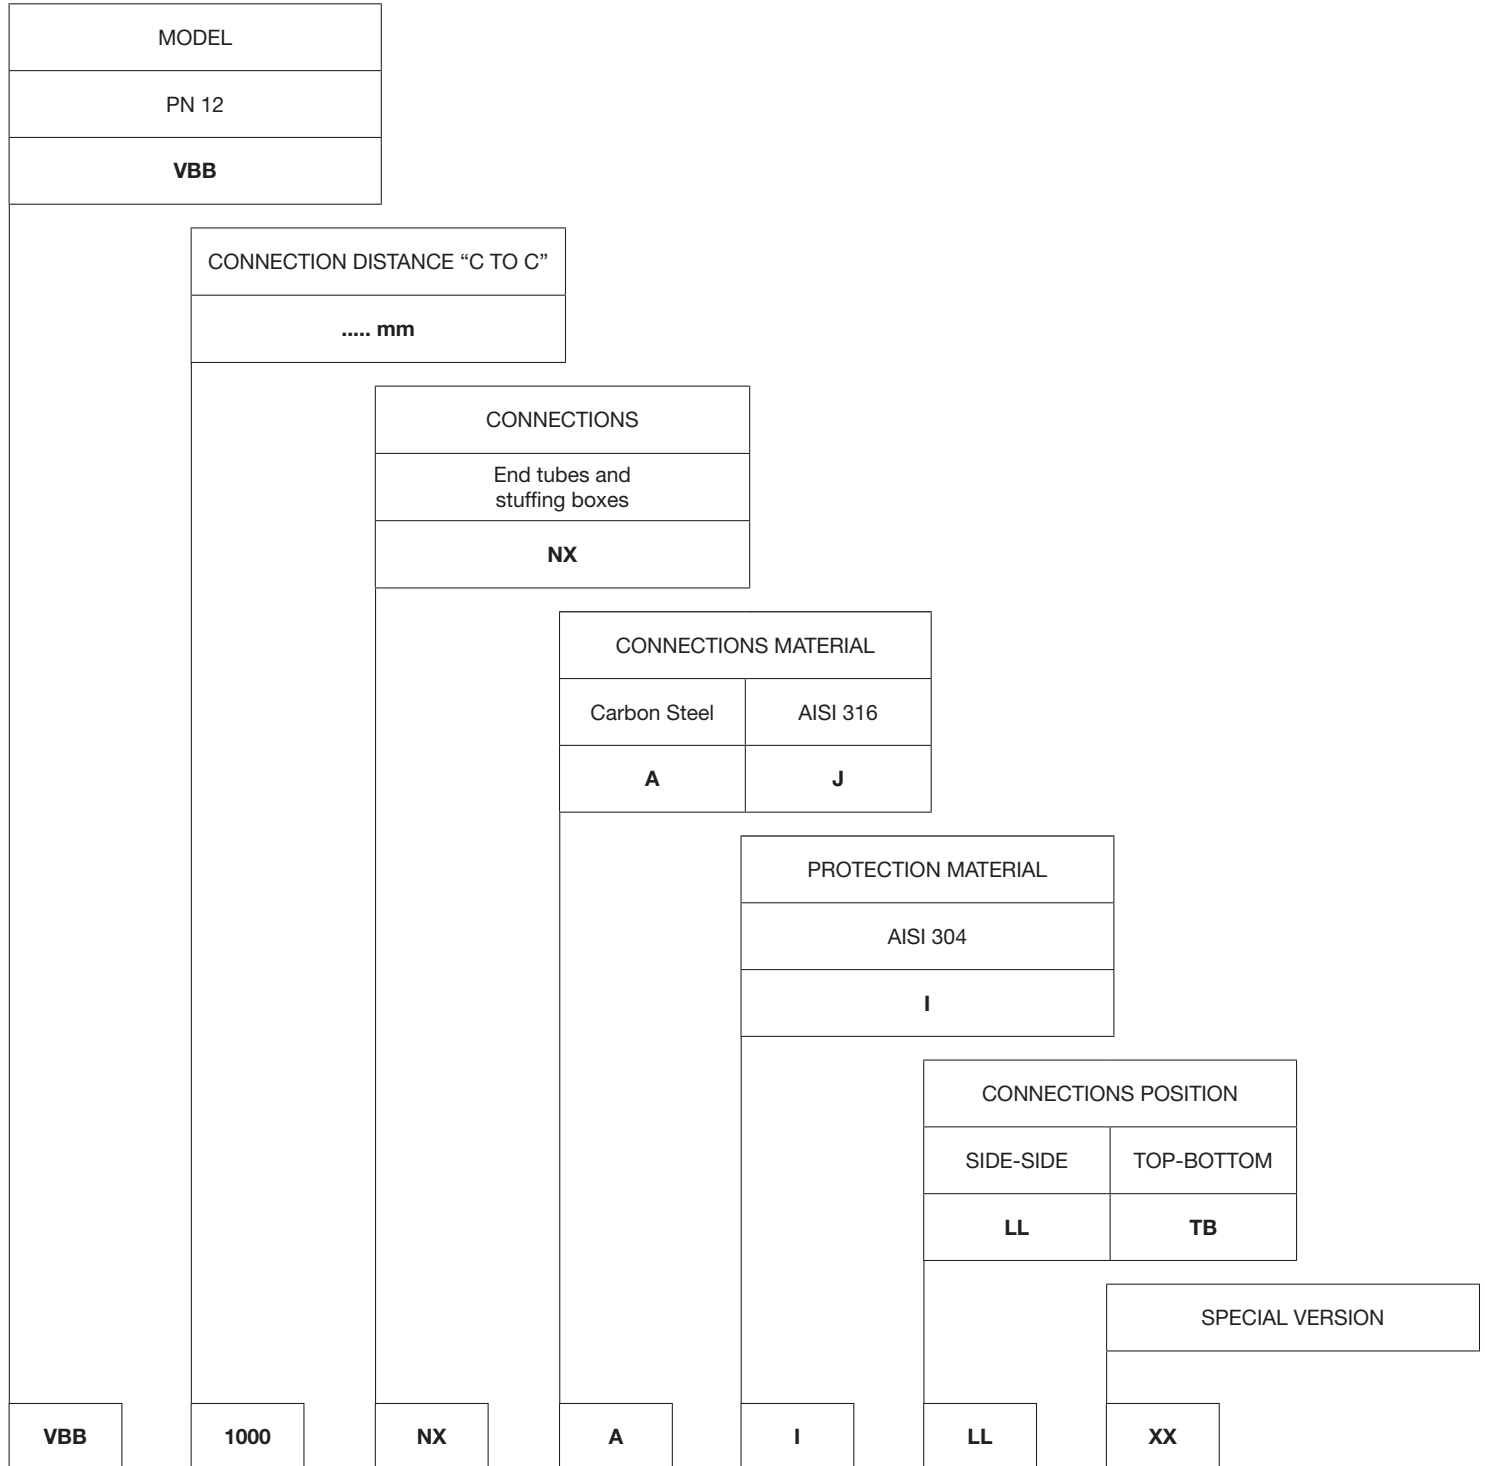 MODEL
PN 12
VBB
CONNECTION DISTANCE “C TO C”
..... mm
CONNECTIONS
End tubes and
stuffing boxes
NX
CONNECTIONS MATERIAL
Carbon Steel AISI 316
A J
PROTECTION MATERIAL
AISI 304
I
CONNECTIONS POSITION
SIDE-SIDE TOP-BOTTOM
LL TB
SPECIAL VERSION
VBB 1000 NX A I LL XX